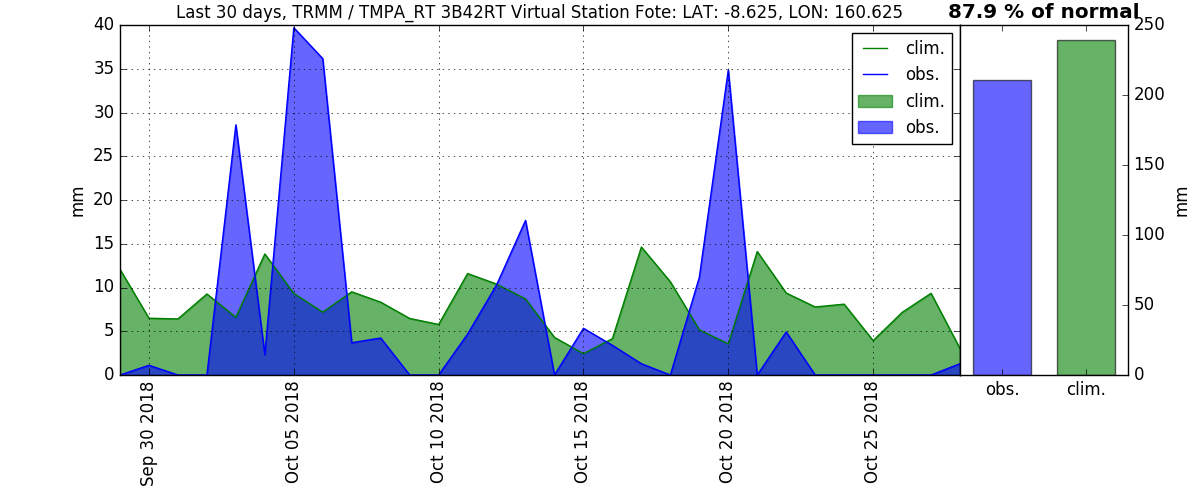 Last 30 days, TRMM / TMPA_RT 3B42RT Virtual Station Fote: LAT: -8.625, LON: 160.625
87.9 % of normal
40
35
30
25
20
15
10
5
0
mm
clim.
obs.
clim.
obs.
Sep 30 2018
Oct 05 2018
Oct 10 2018
Oct 15 2018
Oct 20 2018
Oct 25 2018
250
200
150
100
50
0
mm
obs.
clim.